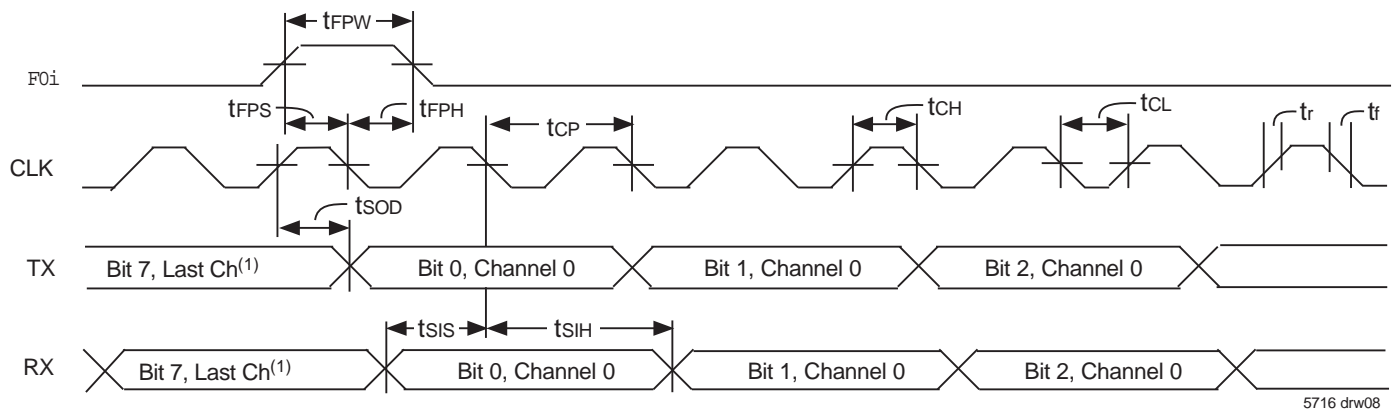 tFPW
F0i
tFPS
tFPH
tCP
tCH
tCL
tr
tf
CLK
tSOD
TX
Bit 7, Last Ch(1)
Bit 0, Channel 0
Bit 1, Channel 0
Bit 2, Channel 0
tSIS
tSIH
RX
Bit 7, Last Ch(1)
Bit 0, Channel 0
Bit 1, Channel 0
Bit 2, Channel 0
5716 drw08